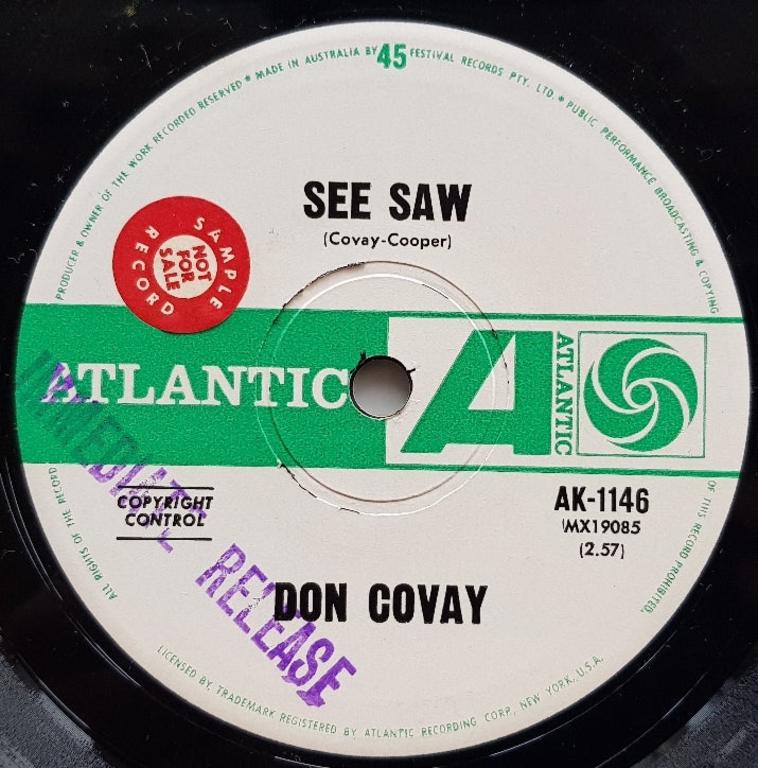 PRODUCER & OWNER OF THE WORK RECORDED RESERVED * MADE IN AUSTRALIA BY 45 FESTIVAL RECORDS PTY. LTD. * PUBLIC PERFORMANCE BROADCASTING & COPYING
SEE SAW
(Covay-Cooper)
SAMPLE
RECORD
NOT
FOR
SALE
ATLANTIC
A
ATLANTIC
IMMEDIATE RELEASE
COPYRIGHT
CONTROL
AK-1146
MX19085
(2.57)
DON COVAY
ALL RIGHTS OF THE RECORD
OF THIS RECORD PROHIBITED.
LICENSED BY, TRADEMARK REGISTERED BY ATLANTIC RECORDING CORP., NEW YORK, U.S.A.